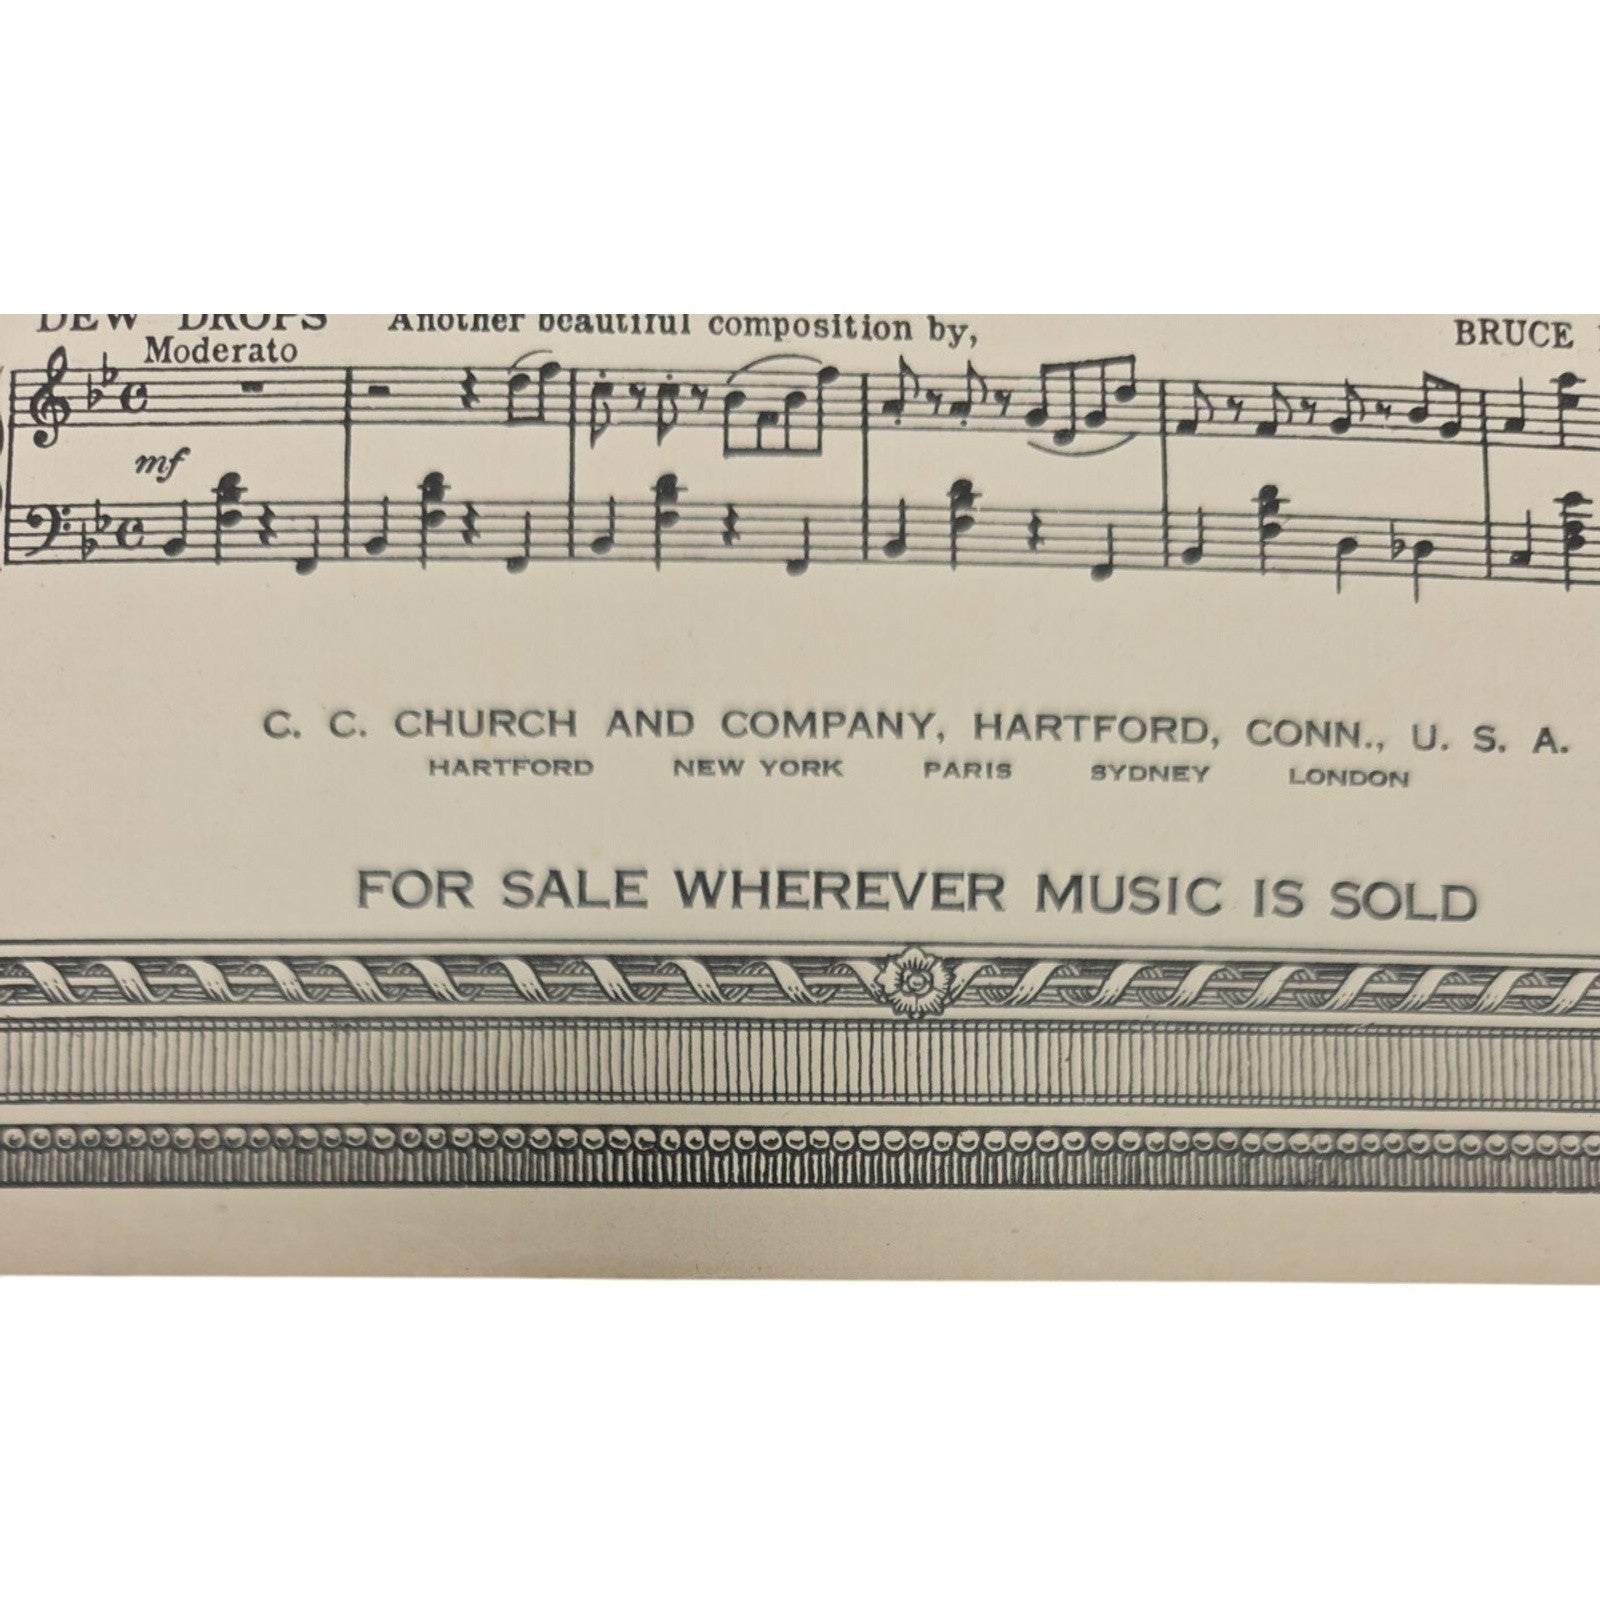 DEW DROPS Another beautiful composition by, BRUCE
Moderato
mf
C. C. CHURCH AND COMPANY, HARTFORD, CONN., U. S. A.
HARTFORD NEW YORK PARIS SYDNEY LONDON
FOR SALE WHEREVER MUSIC IS SOLD